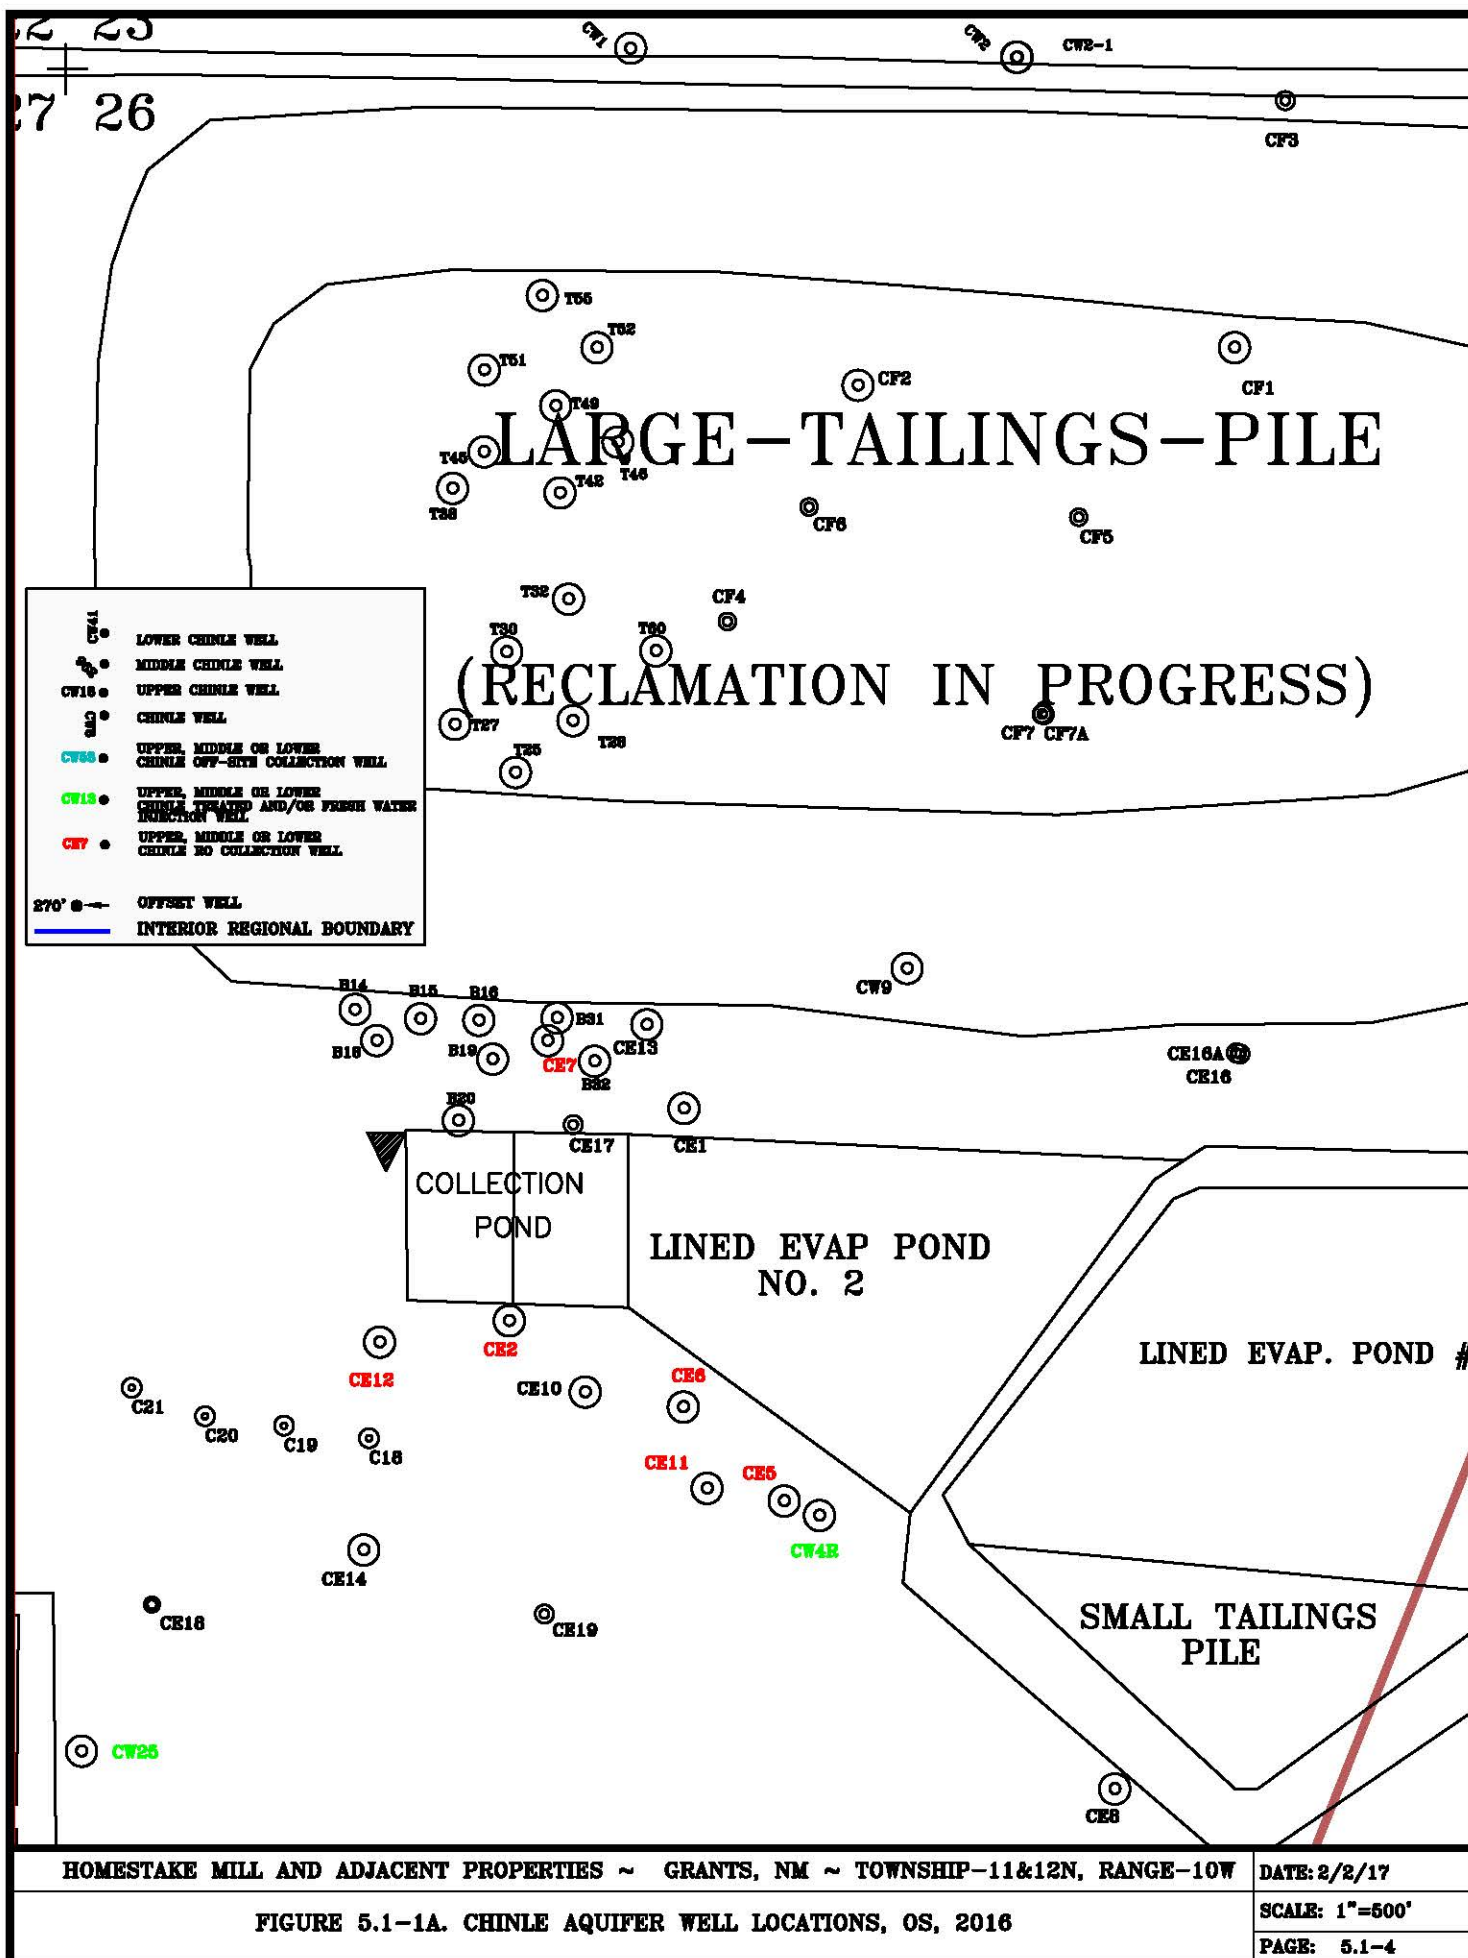 22 23
27 26
CW1
CW2
CW2-1
CF3
T55
T52
T51
CF2
CF1
T49
LARGE-TAILINGS-PILE
T45
T46
T42
T38
CF6
CF5
T32
CF4
T30
T60
(RECLAMATION IN PROGRESS)
T27
T28
CF7 CF7A
T25
CW41
LOWER CHINLE WELL
MIDDLE CHINLE WELL
CW18
UPPER CHINLE WELL
CHINLE WELL
UPPER, MIDDLE OR LOWER
CHINLE OFF-SITE COLLECTION WELL
CW13
UPPER, MIDDLE OR LOWER
CHINLE TREATED AND/OR FRESH WATER
INJECTION WELL
CE7
UPPER, MIDDLE OR LOWER
CHINLE RO COLLECTION WELL
270'
OFFSET WELL
INTERIOR REGIONAL BOUNDARY
CW9
B14
B15
B16
B31
CE13
B18
B19
CE7
B32
CE16A
CE16
B20
CE17
CE1
COLLECTION
POND
LINED EVAP POND
NO. 2
CE2
LINED EVAP. POND #
CE12
CE10
CE6
C21
C20
C19
C18
CE11
CE5
CW4R
CE14
CE18
CE19
SMALL TAILINGS
PILE
CW25
CE8
HOMESTAKE MILL AND ADJACENT PROPERTIES ~ GRANTS, NM ~ TOWNSHIP-11&12N, RANGE-10W
DATE: 2/2/17
FIGURE 5.1-1A. CHINLE AQUIFER WELL LOCATIONS, OS, 2016
SCALE: 1"=500'
PAGE: 5.1-4